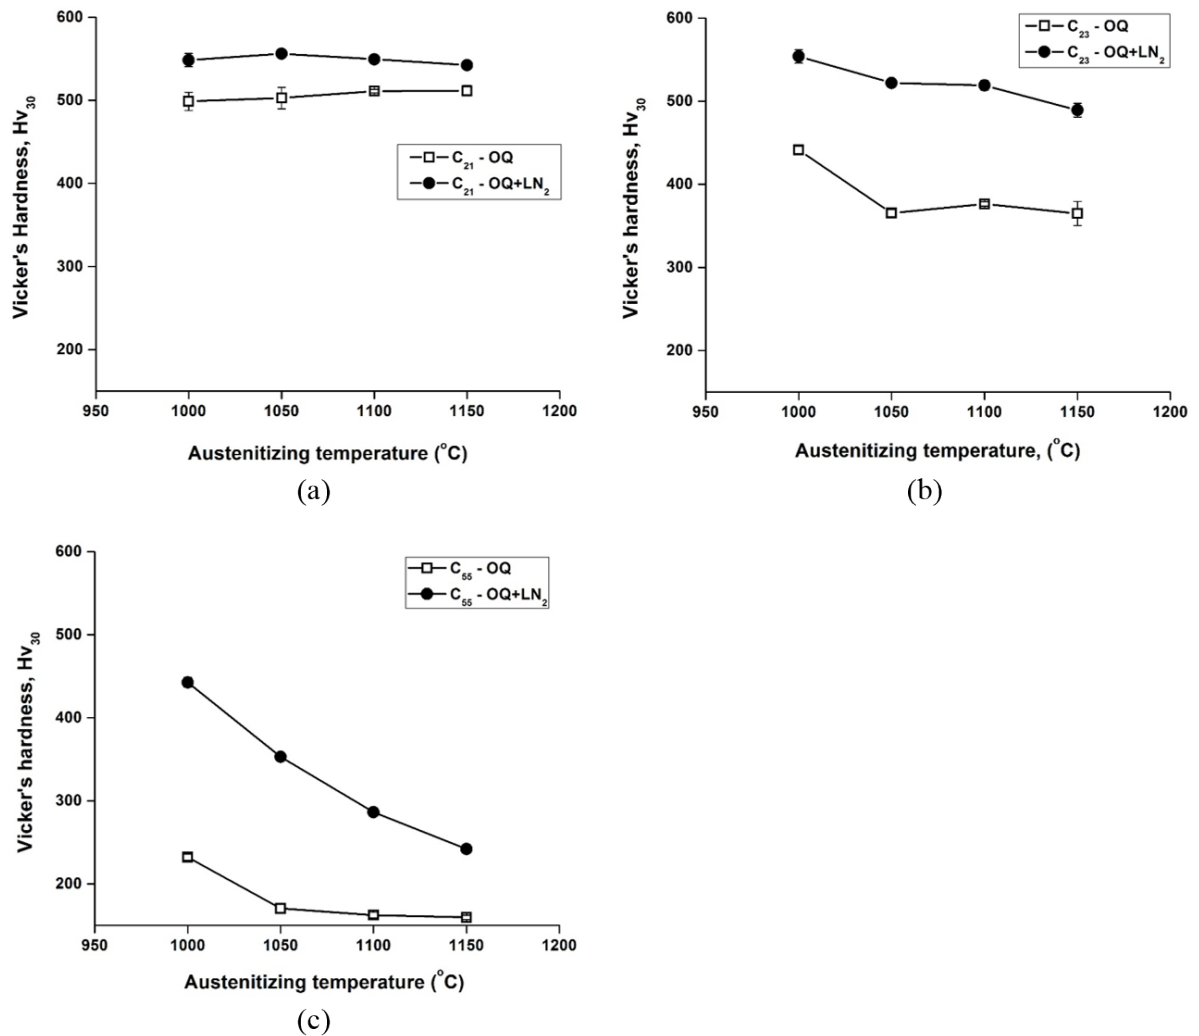 600
500
400
300
200
950 1000 1050 1100 1150 1200
Vicker's Hardness, Hv30
Austenitizing temperature (°C)
C21 - OQ
C21 - OQ+LN2
(a)
600
500
400
300
200
950 1000 1050 1100 1150 1200
Vicker's hardness, Hv30
Austenitizing temperature, (°C)
C23 - OQ
C23 - OQ+LN2
(b)
600
500
400
300
200
950 1000 1050 1100 1150 1200
Vicker's hardness, Hv30
Austenitizing temperature (°C)
C55 - OQ
C55 - OQ+LN2
(c)